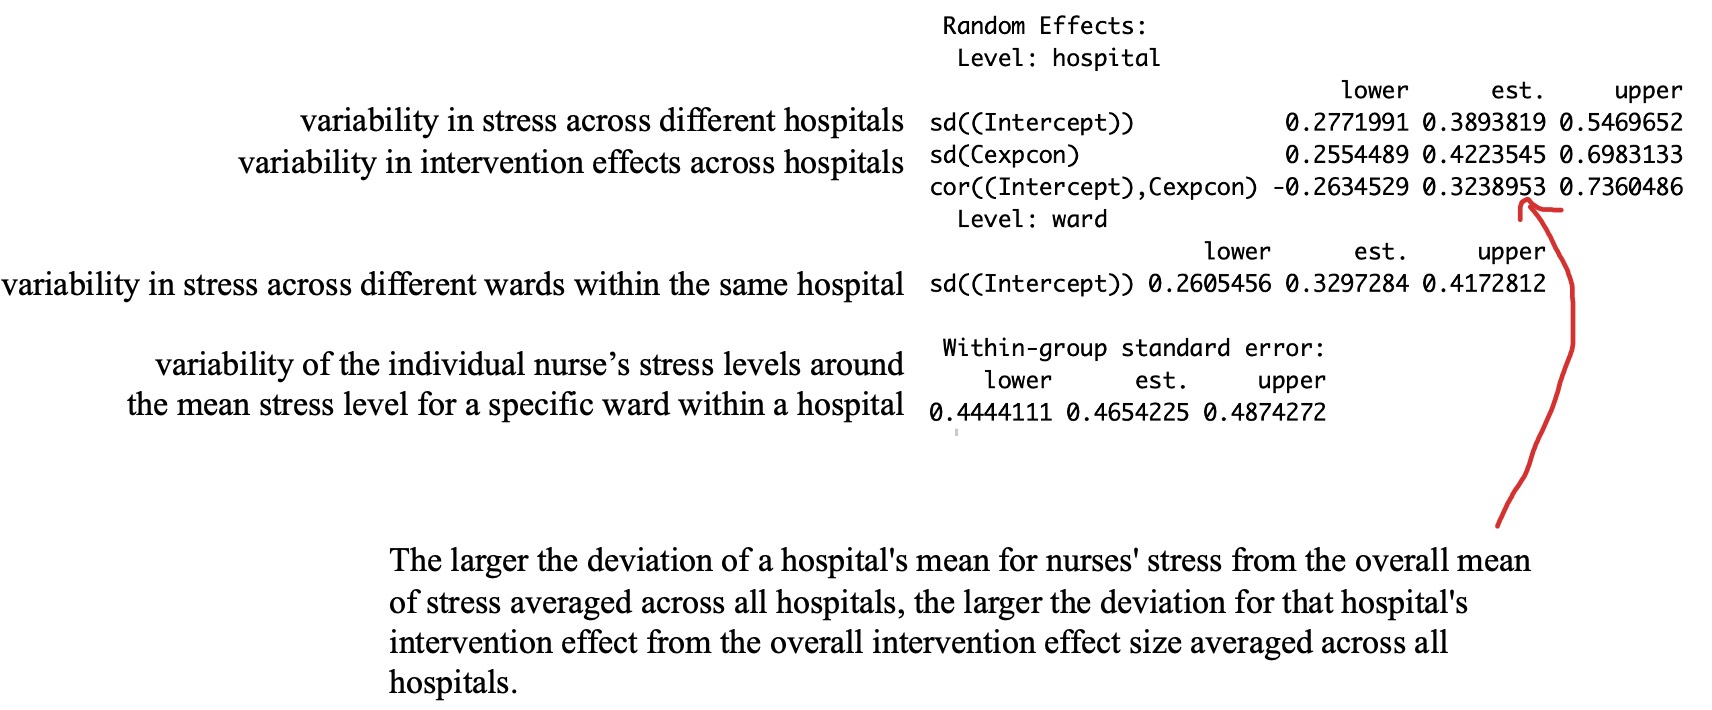 Random Effects:
Level: hospital
lower est. upper
variability in stress across different hospitals sd((Intercept)) 0.2771991 0.3893819 0.5469652
variability in intervention effects across hospitals sd(Cexpcon) 0.2554489 0.4223545 0.6983133
cor((Intercept),Cexpcon) -0.2634529 0.3238953 0.7360486
Level: ward
lower est. upper
variability in stress across different wards within the same hospital sd((Intercept)) 0.2605456 0.3297284 0.4172812
Within-group standard error:
variability of the individual nurse’s stress levels around
the mean stress level for a specific ward within a hospital
lower est. upper
0.4444111 0.4654225 0.4874272
The larger the deviation of a hospital's mean for nurses' stress from the overall mean
of stress averaged across all hospitals, the larger the deviation for that hospital's
intervention effect from the overall intervention effect size averaged across all
hospitals.